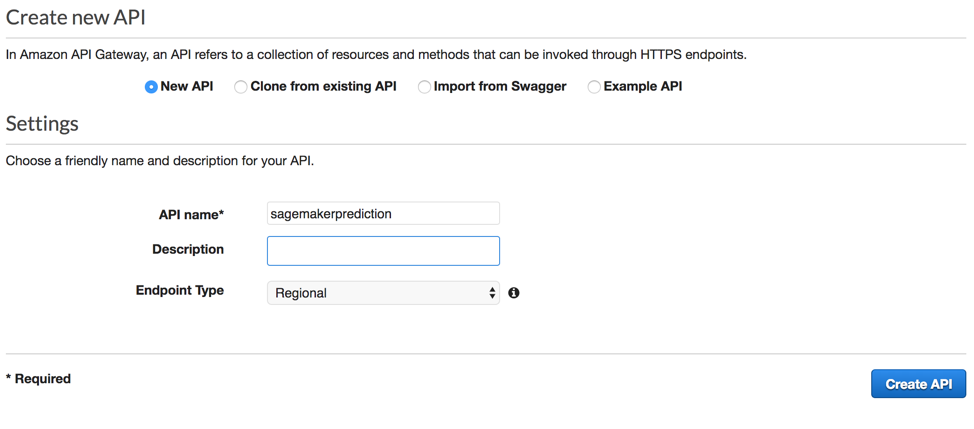 Create new API
In Amazon API Gateway, an API refers to a collection of resources and methods that can be invoked through HTTPS endpoints.
New API Clone from existing API Import from Swagger Example API
Settings
Choose a friendly name and description for your API.
API name* sagemakerprediction
Description
Endpoint Type Regional
* Required Create API